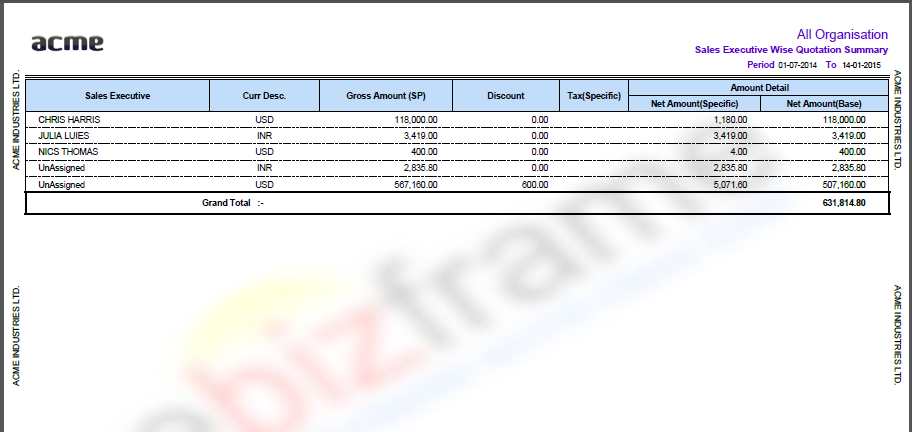 acme
All Organisation
Sales Executive Wise Quotation Summary
Period 01-07-2014 To 14-01-2015
ACME INDUSTRIES LTD.
ACME INDUSTRIES LTD.
Sales Executive Curr Desc. Gross Amount (SP) Discount Tax(Specific) Amount Detail
Net Amount(Specific) Net Amount(Base)
CHRIS HARRIS USD 118,000.00 0.00 1,180.00 118,000.00
JULIA LUIES INR 3,419.00 0.00 3,419.00 3,419.00
NICS THOMAS USD 400.00 0.00 4.00 400.00
UnAssigned INR 2,835.80 0.00 2,835.80 2,835.80
UnAssigned USD 567,160.00 600.00 5,071.60 507,160.00
Grand Total :- 631,814.80
ebizframe
ACME INDUSTRIES LTD.
ACME INDUSTRIES LTD.